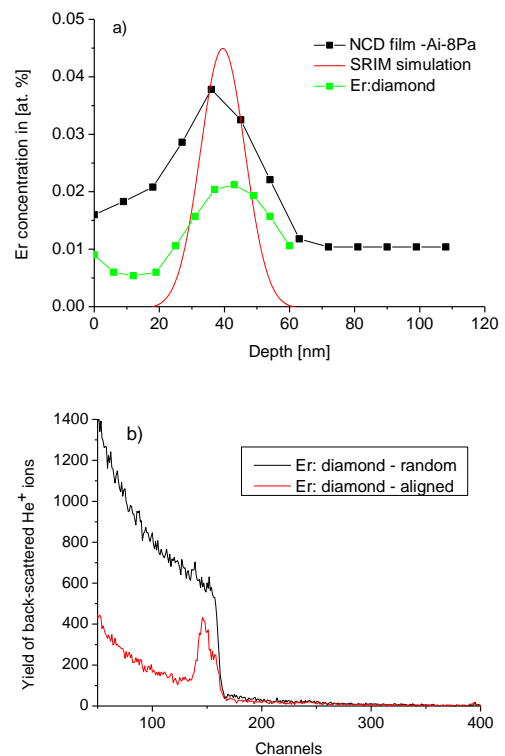 a)
NCD film -Ai-8Pa
SRIM simulation
Er:diamond
Er concentration in [at. %]
0.05
0.04
0.03
0.02
0.01
0.00
0 20 40 60 80 100 120
Depth [nm]
b)
Er: diamond - random
Er: diamond - aligned
Yield of back-scattered He+ ions
1400
1200
1000
800
600
400
200
0
100 200 300 400
Channels